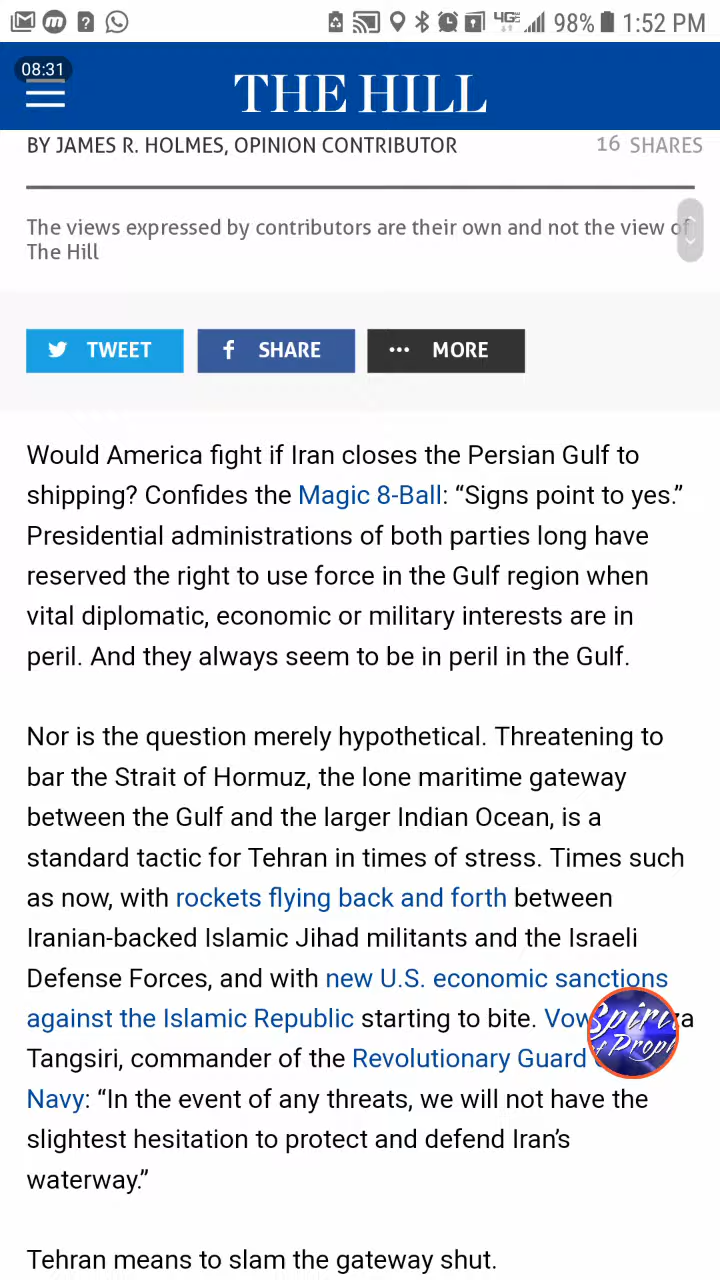 4G 98% 1:52 PM
08:31
THE HILL
BY JAMES R. HOLMES, OPINION CONTRIBUTOR 16 SHARES
The views expressed by contributors are their own and not the view of
The Hill
TWEET SHARE MORE
Would America fight if Iran closes the Persian Gulf to
shipping? Confides the Magic 8-Ball: “Signs point to yes.”
Presidential administrations of both parties long have
reserved the right to use force in the Gulf region when
vital diplomatic, economic or military interests are in
peril. And they always seem to be in peril in the Gulf.
Nor is the question merely hypothetical. Threatening to
bar the Strait of Hormuz, the lone maritime gateway
between the Gulf and the larger Indian Ocean, is a
standard tactic for Tehran in times of stress. Times such
as now, with rockets flying back and forth between
Iranian-backed Islamic Jihad militants and the Israeli
Defense Forces, and with new U.S. economic sanctions
against the Islamic Republic starting to bite.
Tangsiri, commander of the Revolutionary Guard
Navy: “In the event of any threats, we will not have the
slightest hesitation to protect and defend Iran’s
waterway.”
Tehran means to slam the gateway shut.